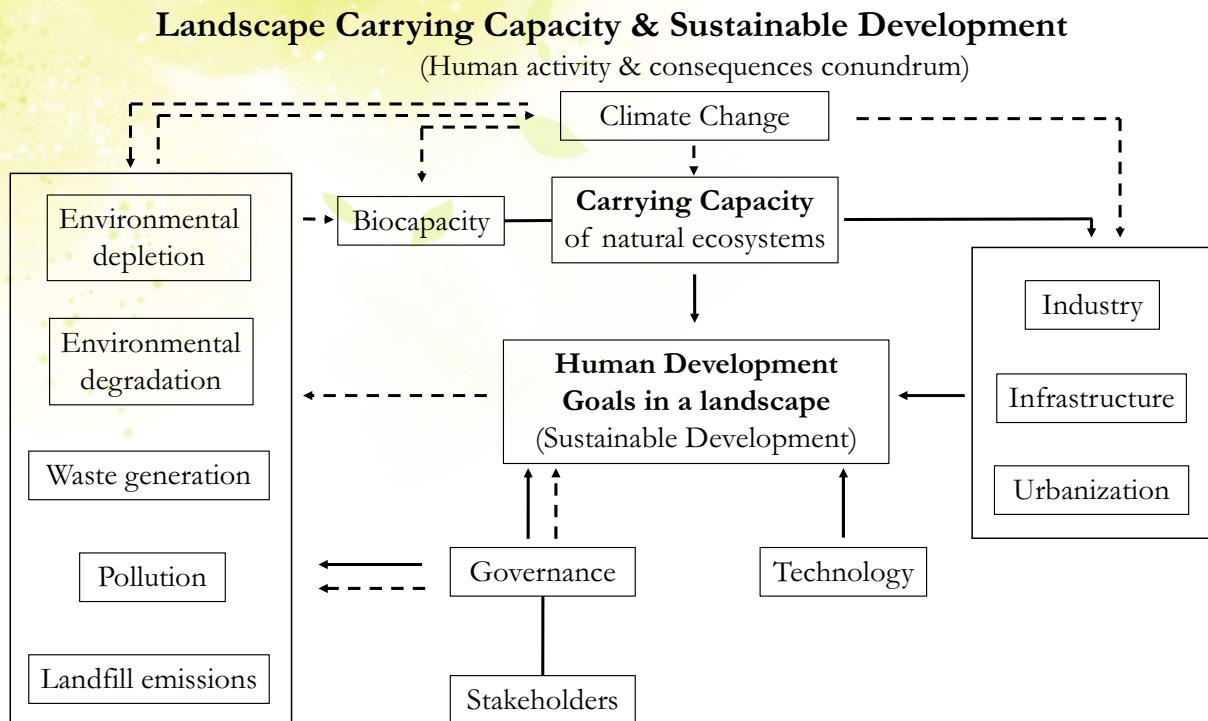 Landscape Carrying Capacity & Sustainable Development
(Human activity & consequences conundrum)
Climate Change
Environmental
depletion
Environmental
degradation
Waste generation
Pollution
Landfill emissions
Biocapacity
Carrying Capacity
of natural ecosystems
Human Development
Goals in a landscape
(Sustainable Development)
Governance
Stakeholders
Technology
Industry
Infrastructure
Urbanization